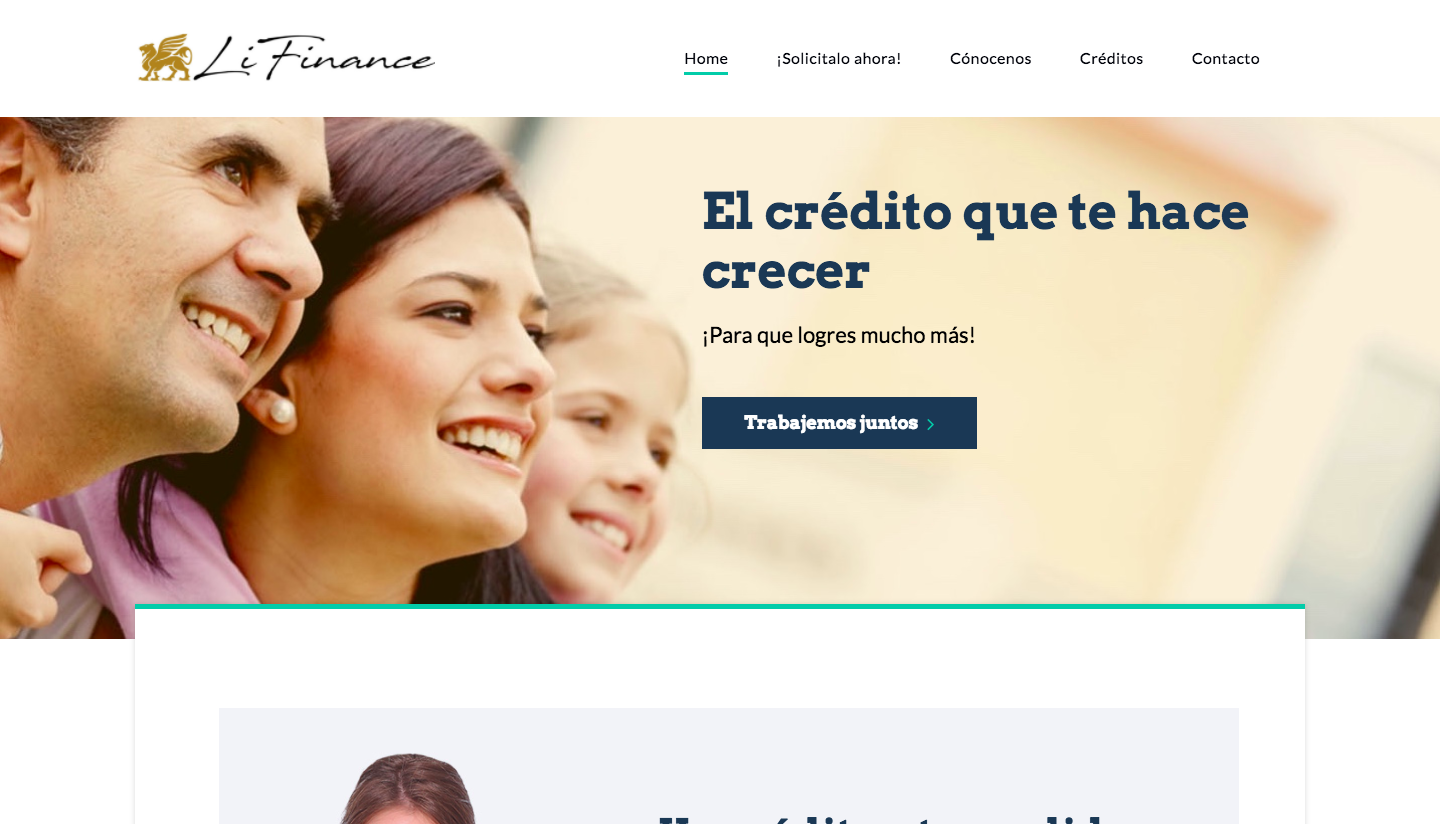 Li Finance
Home
¡Solicitalo ahora!
Cónocenos
Créditos
Contacto
El crédito que te hace
crecer
¡Para que logres mucho más!
Trabajemos juntos